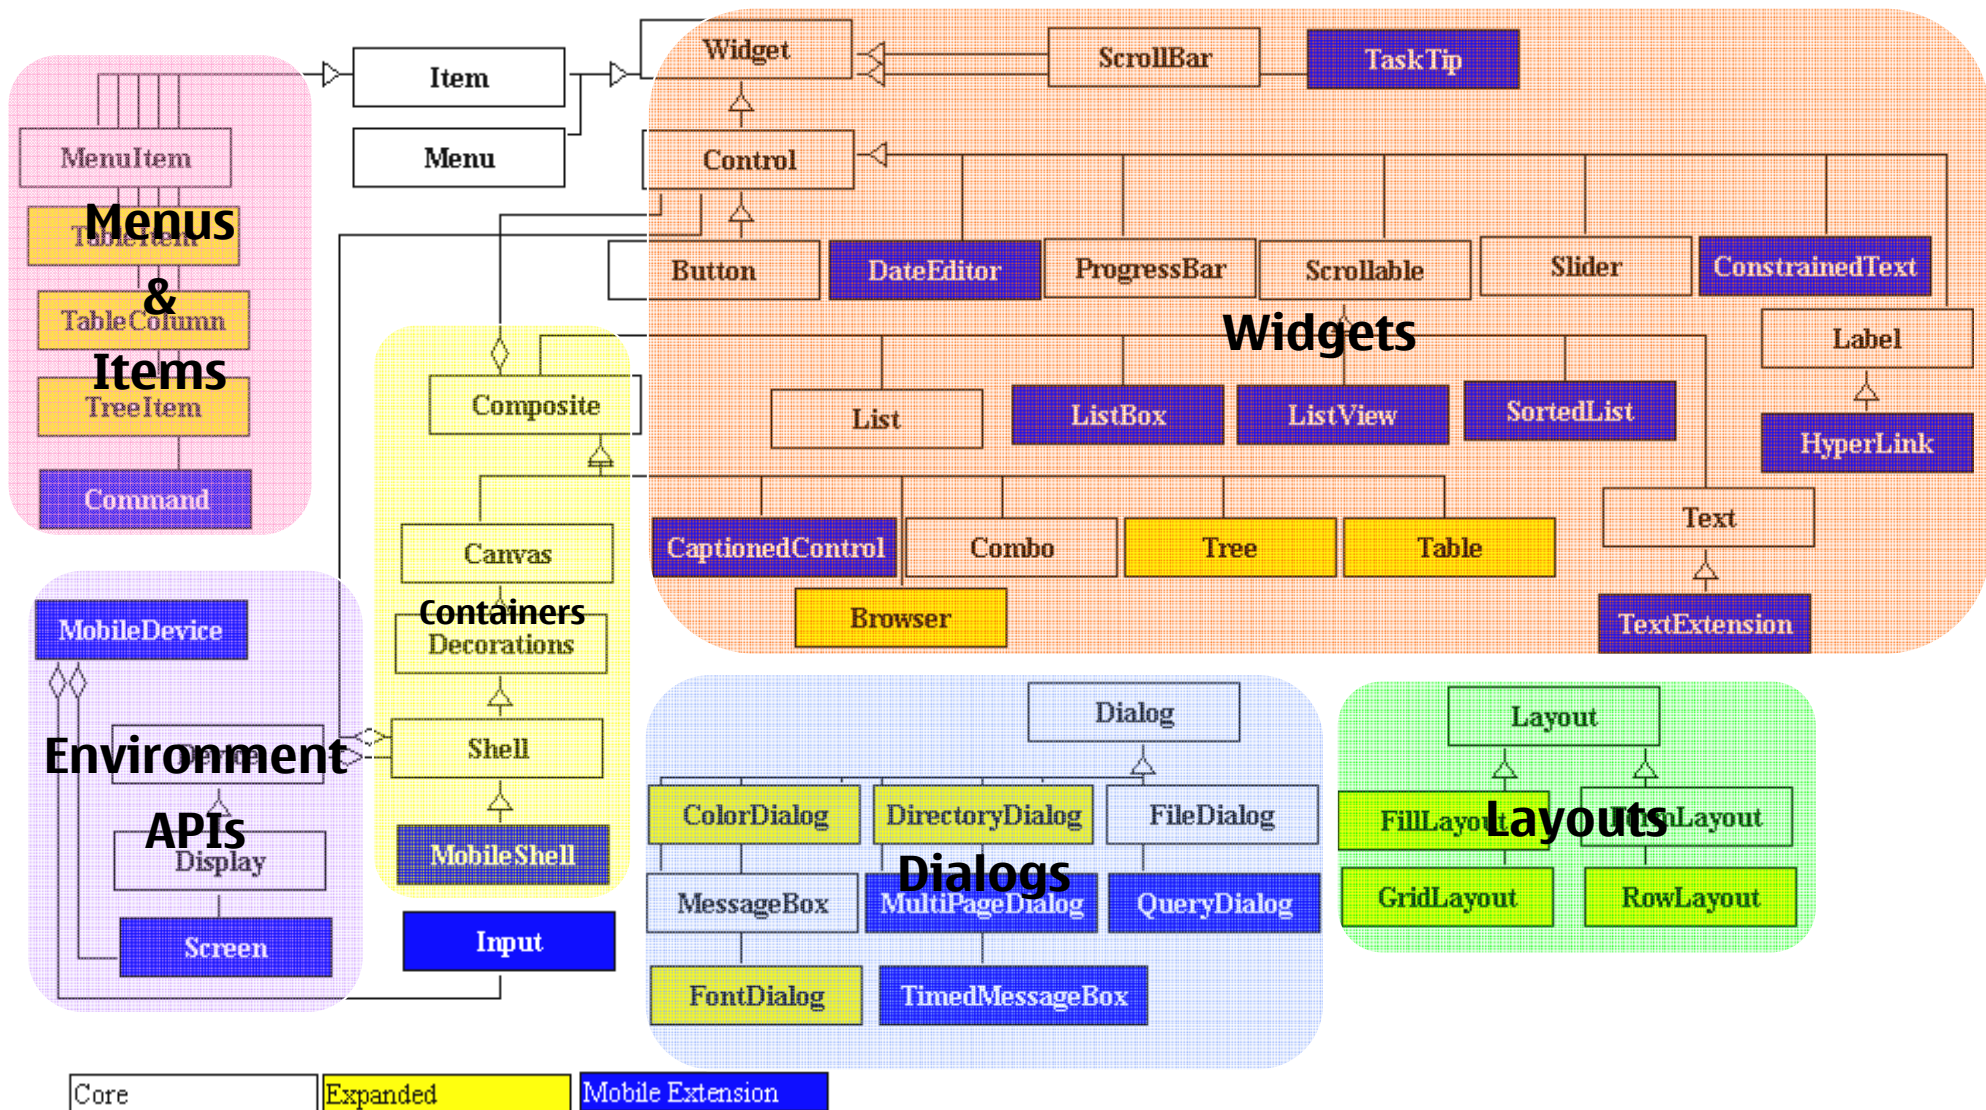 Widget
ScrollBar
TaskTip
Item
Menu
Control
MenuItem
Menus
TableItem
&
TableColumn
Items
TreeItem
Command
Button
DateEditor
ProgressBar
Scrollable
Slider
ConstrainedText
Widgets
Label
Composite
List
ListBox
ListView
SortedList
HyperLink
Text
Canvas
CaptionedControl
Combo
Tree
Table
Containers
Browser
TextExtension
MobileDevice
Decorations
Dialog
Layout
Environment
Device
Shell
APIs
Display
ColorDialog
DirectoryDialog
FileDialog
FillLayout
Layouts
FormLayout
MobileShell
Dialogs
MessageBox
MultiPageDialog
QueryDialog
GridLayout
RowLayout
Screen
Input
FontDialog
TimedMessageBox
Core
Expanded
Mobile Extension